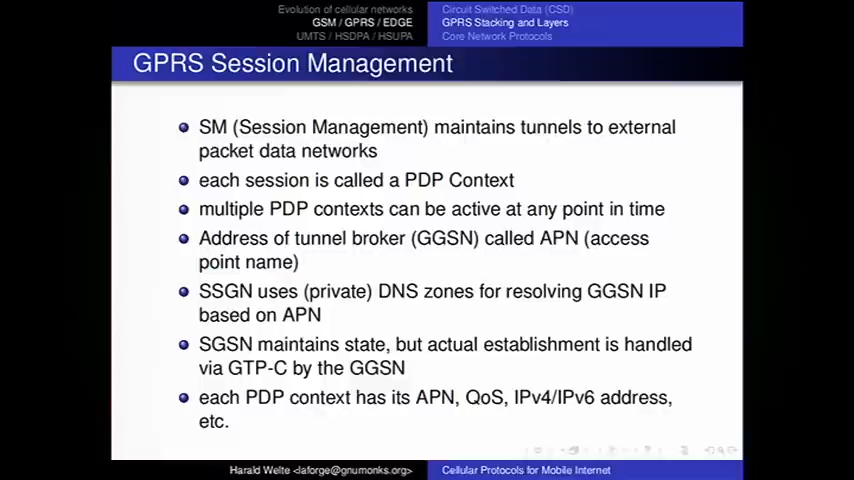 Evolution of cellular networks
GSM / GPRS / EDGE
UMTS / HSDPA / HSUPA
Circuit Switched Data (CSD)
GPRS Stacking and Layers
Core Network Protocols
GPRS Session Management
SM (Session Management) maintains tunnels to external
packet data networks
each session is called a PDP Context
multiple PDP contexts can be active at any point in time
Address of tunnel broker (GGSN) called APN (access
point name)
SSGN uses (private) DNS zones for resolving GGSN IP
based on APN
SGSN maintains state, but actual establishment is handled
via GTP-C by the GGSN
each PDP context has its APN, QoS, IPv4/IPv6 address,
etc.
Harald Welte <laforge@gnumonks.org>
Cellular Protocols for Mobile Internet